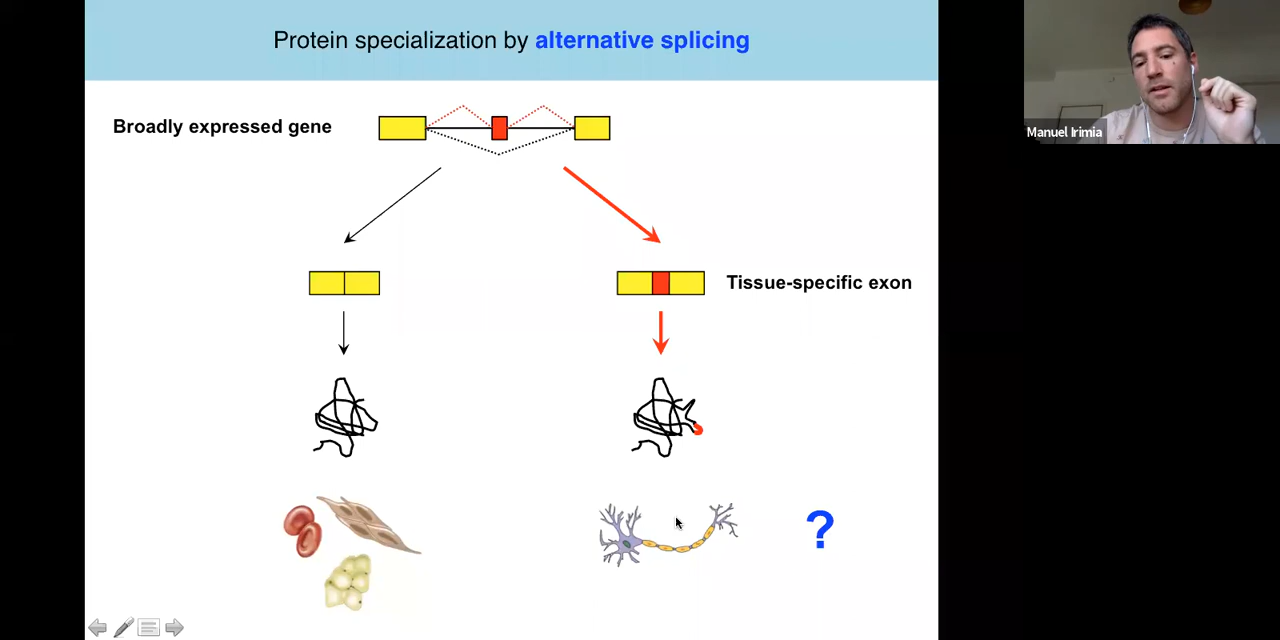 Protein specialization by alternative splicing
Manuel Irimia
Broadly expressed gene
Tissue-specific exon
?